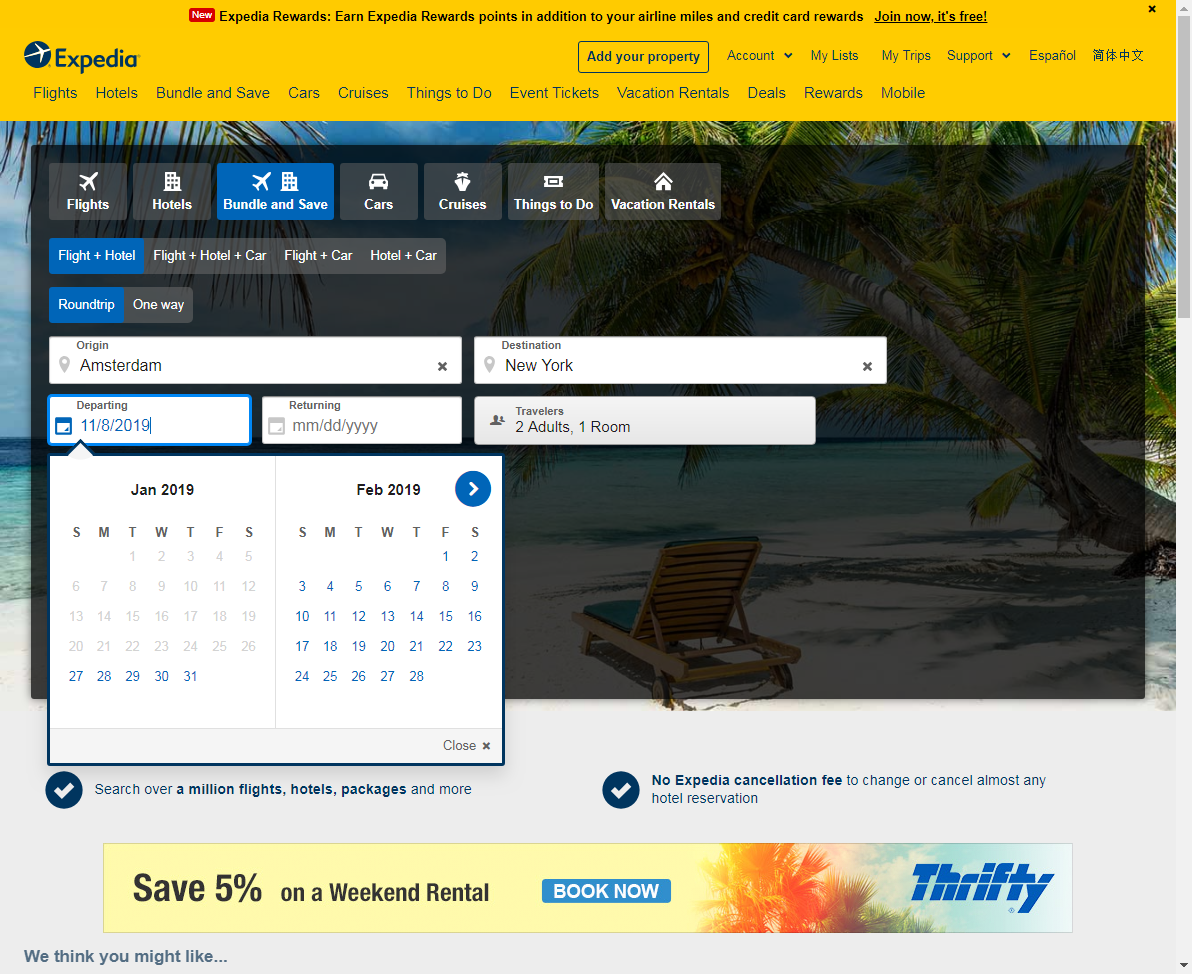 New Expedia Rewards: Earn Expedia Rewards points in addition to your airline miles and credit card rewards Join now, it's free!
Expedia
Add your property Account My Lists My Trips Support Español 简体中文
Flights Hotels Bundle and Save Cars Cruises Things to Do Event Tickets Vacation Rentals Deals Rewards Mobile
Flights Hotels Bundle and Save Cars Cruises Things to Do Vacation Rentals
Flight + Hotel Flight + Hotel + Car Flight + Car Hotel + Car
Roundtrip One way
Origin Destination
Amsterdam New York
Departing Returning Travelers
11/8/2019 mm/dd/yyyy 2 Adults, 1 Room
Jan 2019 Feb 2019
S M T W T F S S M T W T F S
1 2 3 4 5 1 2
6 7 8 9 10 11 12 3 4 5 6 7 8 9
13 14 15 16 17 18 19 10 11 12 13 14 15 16
20 21 22 23 24 25 26 17 18 19 20 21 22 23
27 28 29 30 31 24 25 26 27 28
Close
Search over a million flights, hotels, packages and more
No Expedia cancellation fee to change or cancel almost any
hotel reservation
Save 5% on a Weekend Rental BOOK NOW Thrifty
We think you might like...